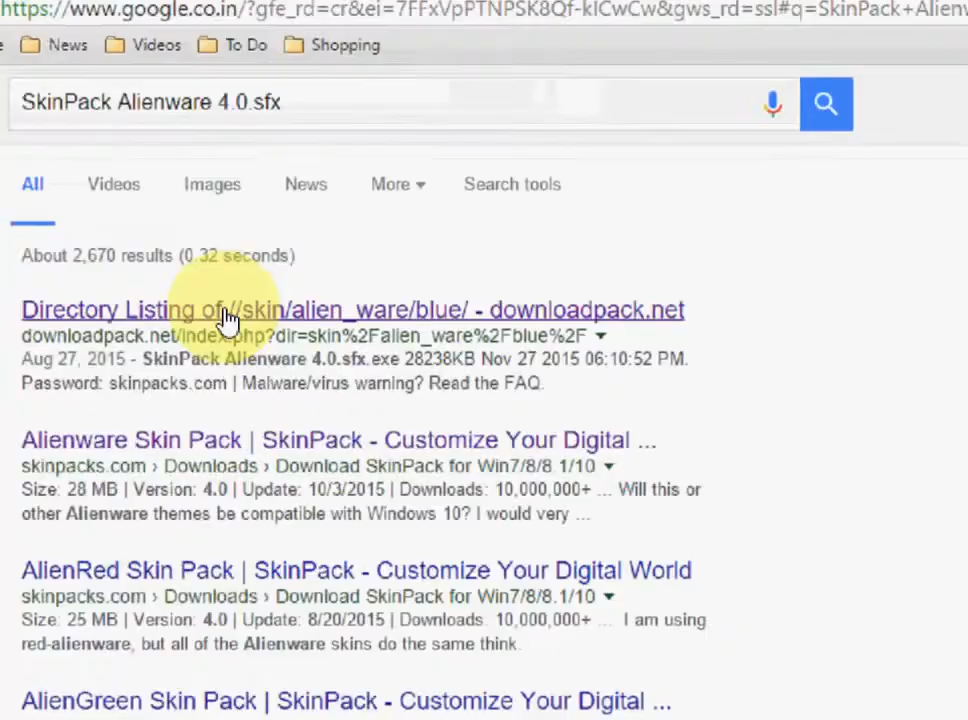 https://www.google.co.in/?gfe_rd=cr&ei=7FFxVpPTNPSK8Qf-kICwCw&gws_rd=ssl#q=SkinPack+Alienw
News Videos To Do Shopping
SkinPack Alienware 4.0.sfx
All Videos Images News More Search tools
About 2,670 results (0.32 seconds)
Directory Listing of //skin/alien_ware/blue/ - downloadpack.net
downloadpack.net/index.php?dir=skin%2Falien_ware%2Fblue%2F
Aug 27, 2015 - SkinPack Alienware 4.0.sfx.exe 28238KB Nov 27 2015 06:10:52 PM.
Password: skinpacks.com | Malware/virus warning? Read the FAQ.
Alienware Skin Pack | SkinPack - Customize Your Digital ...
skinpacks.com › Downloads › Download SkinPack for Win7/8/8.1/10
Size: 28 MB | Version: 4.0 | Update: 10/3/2015 | Downloads: 10,000,000+ ... Will this or
other Alienware themes be compatible with Windows 10? I would very ...
AlienRed Skin Pack | SkinPack - Customize Your Digital World
skinpacks.com › Downloads › Download SkinPack for Win7/8/8.1/10
Size: 25 MB | Version: 4.0 | Update: 8/20/2015 | Downloads: 10,000,000+ ... I am using
red-alienware, but all of the Alienware skins do the same think.
AlienGreen Skin Pack | SkinPack - Customize Your Digital ...